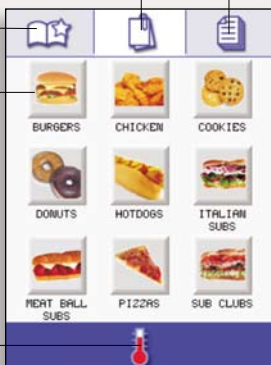 BURGERS
CHICKEN
COOKIES
DONUTS
HOTDOGS
ITALIAN
SUBS
MEAT BALL
SUBS
PIZZAS
SUB CLUBS